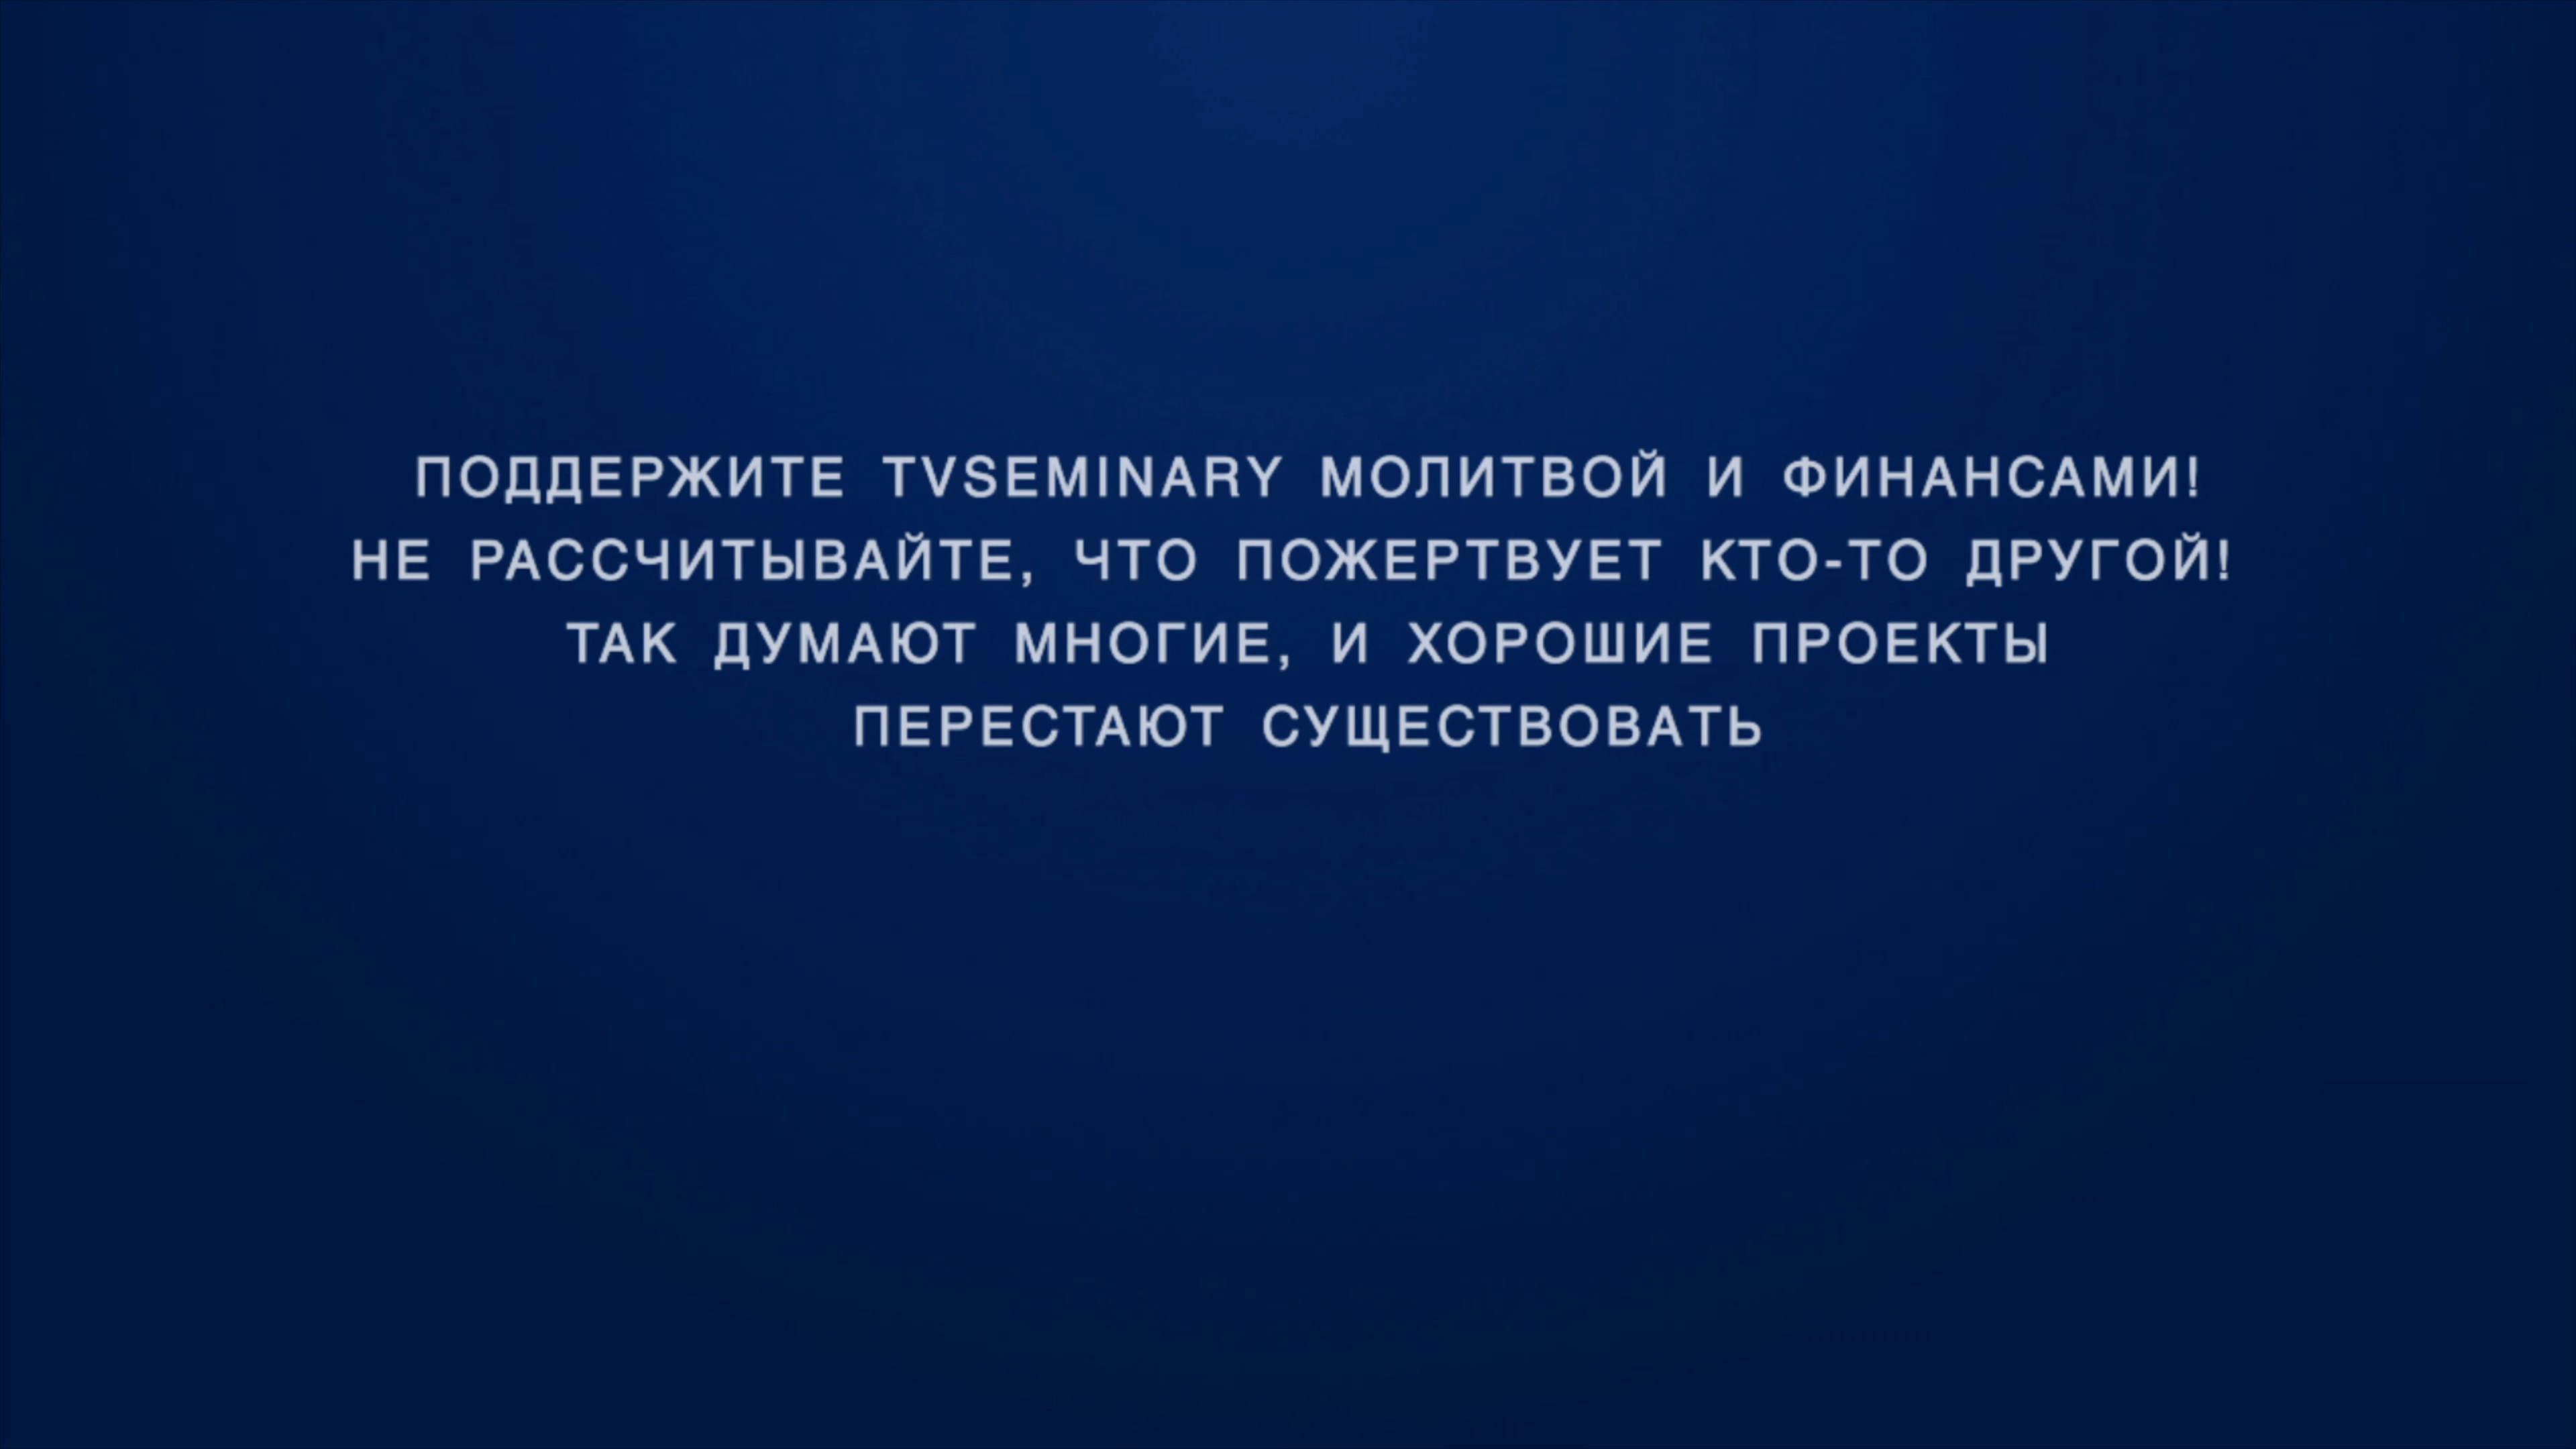 ПОДДЕРЖИТЕ TVSEMINARY МОЛИТВОЙ И ФИНАНСАМИ!
НЕ РАССЧИТЫВАЙТЕ, ЧТО ПОЖЕРТВУЕТ КТО-ТО ДРУГОЙ!
ТАК ДУМАЮТ МНОГИЕ, И ХОРОШИЕ ПРОЕКТЫ
ПЕРЕСТАЮТ СУЩЕСТВОВАТЬ